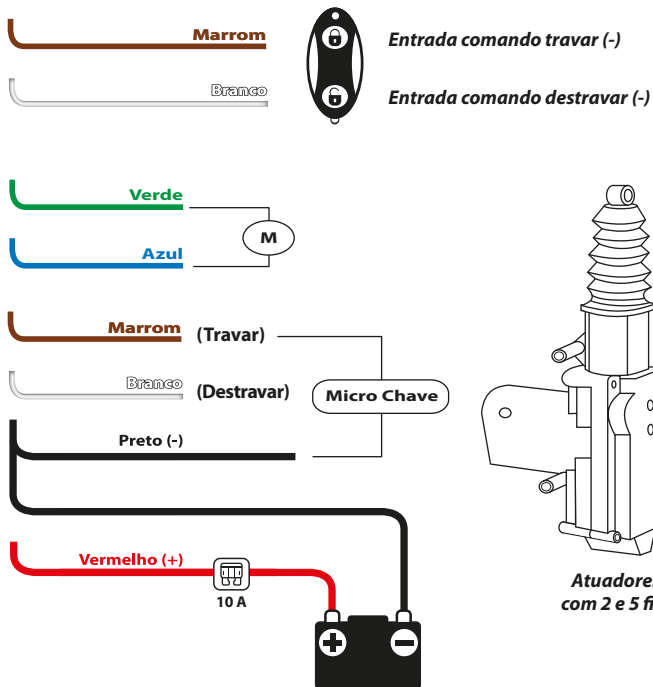 Marrom
Entrada comando travar (-)
Branco
Entrada comando destravar (-)
Verde
M
Azul
Marrom (Travar)
Branco (Destravar)
Micro Chave
Preto (-)
Vermelho (+)
10 A
Atuadore
com 2 e 5 fi